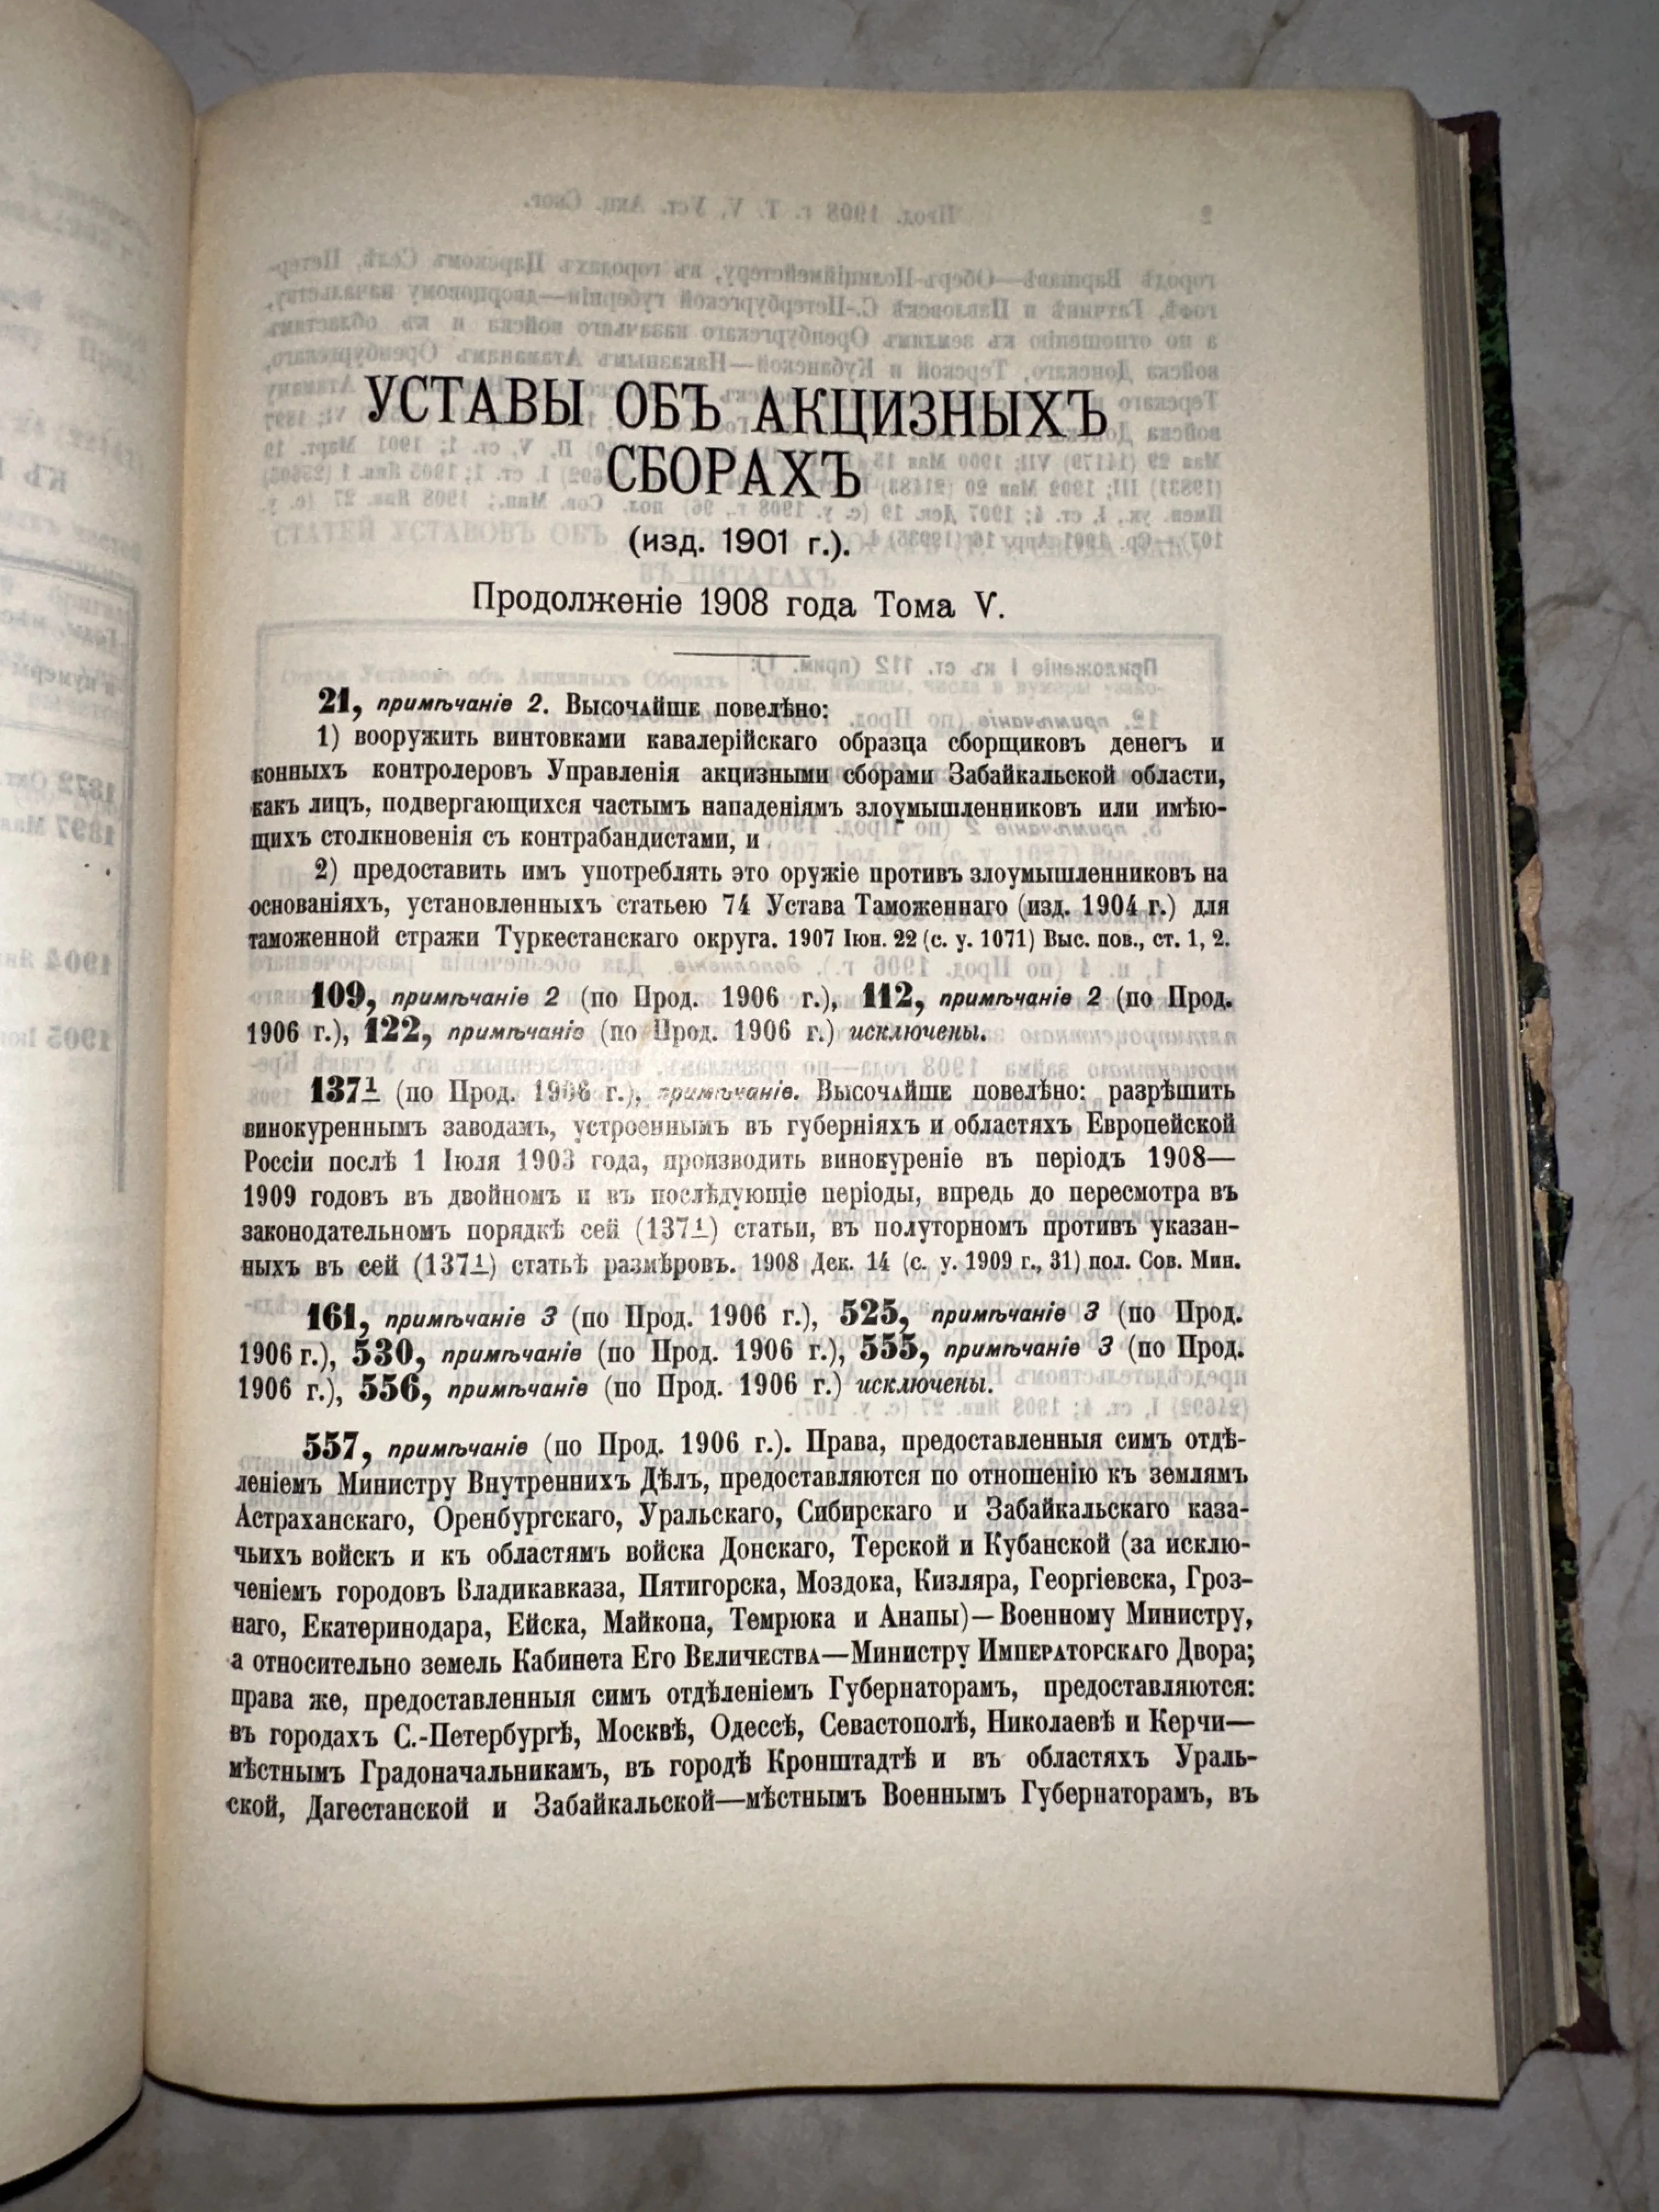 УСТАВЫ ОБЪ АКЦИЗНЫХЪ
СБОРАХЪ
(изд. 1901 г.).
Продолженіе 1908 года Тома V.
21, примѣчаніе 2. Высочайше повелѣно:
1) вооружить винтовками кавалерійскаго образца сборщиковъ денегъ и
конныхъ контролеровъ Управленія акцизными сборами Забайкальской области,
какъ лицъ, подвергающихся частымъ нападеніямъ злоумышленниковъ или имѣю-
щихъ столкновенія съ контрабандистами, и
2) предоставить имъ употреблять это оружіе противъ злоумышленниковъ на
основаніяхъ, установленныхъ статьею 74 Устава Таможеннаго (изд. 1904 г.) для
таможенной стражи Туркестанскаго округа. 1907 Іюн. 22 (с. у. 1071) Выс. пов., ст. 1, 2.
109, примѣчаніе 2 (по Прод. 1906 г.), 112, примѣчаніе 2 (по Прод.
1906 г.), 122, примѣчаніе (по Прод. 1906 г.) исключены.
137¹ (по Прод. 1906 г.), примѣчаніе. Высочайше повелѣно: разрѣшить
винокуреннымъ заводамъ, устроеннымъ въ губерніяхъ и областяхъ Европейской
Россіи послѣ 1 Іюля 1903 года, производить винокуреніе въ періодъ 1908—
1909 годовъ въ двойномъ и въ послѣдующіе періоды, впредь до пересмотра въ
законодательномъ порядкѣ сей (137¹) статьи, въ полуторномъ противъ указан-
ныхъ въ сей (137¹) статьѣ размѣровъ. 1908 Дек. 14 (с. у. 1909 г., 31) пол. Сов. Мин.
161, примѣчаніе 3 (по Прод. 1906 г.), 525, примѣчаніе 3 (по Прод.
1906 г.), 530, примѣчаніе (по Прод. 1906 г.), 555, примѣчаніе 3 (по Прод.
1906 г.), 556, примѣчаніе (по Прод. 1906 г.) исключены.
557, примѣчаніе (по Прод. 1906 г.). Права, предоставленныя симъ отдѣ-
леніемъ Министру Внутреннихъ Дѣлъ, предоставляются по отношенію къ землямъ
Астраханскаго, Оренбургскаго, Уральскаго, Сибирскаго и Забайкальскаго каза-
чьихъ войскъ и къ областямъ войска Донскаго, Терской и Кубанской (за исклю-
ченіемъ городовъ Владикавказа, Пятигорска, Моздока, Кизляра, Георгіевска, Гроз-
наго, Екатеринодара, Ейска, Майкопа, Темрюка и Анапы)—Военному Министру,
а относительно земель Кабинета Его Величества—Министру Императорскаго Двора;
права же, предоставленныя симъ отдѣленіемъ Губернаторамъ, предоставляются:
въ городахъ С.-Петербургѣ, Москвѣ, Одессѣ, Севастополѣ, Николаевѣ и Керчи—
мѣстнымъ Градоначальникамъ, въ городѣ Кронштадтѣ и въ областяхъ Ураль-
ской, Дагестанской и Забайкальской—мѣстнымъ Военнымъ Губернаторамъ, въ